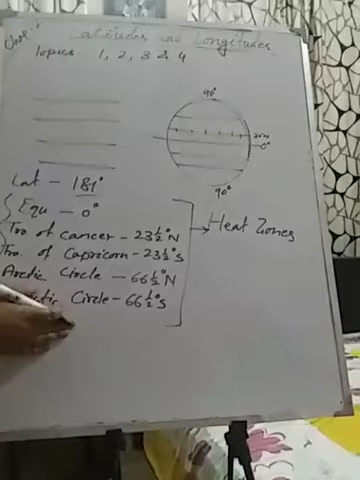 Latitudes and Longitudes
Topics 1, 2, 3 & 4
90°
0°
90°
Lat - 181°
Equ - 0°
Tro. of Cancer - 23½°N
Tro. of Capricorn - 23½°S
Arctic Circle - 66½°N
Circle - 66½°S
Heat Zones